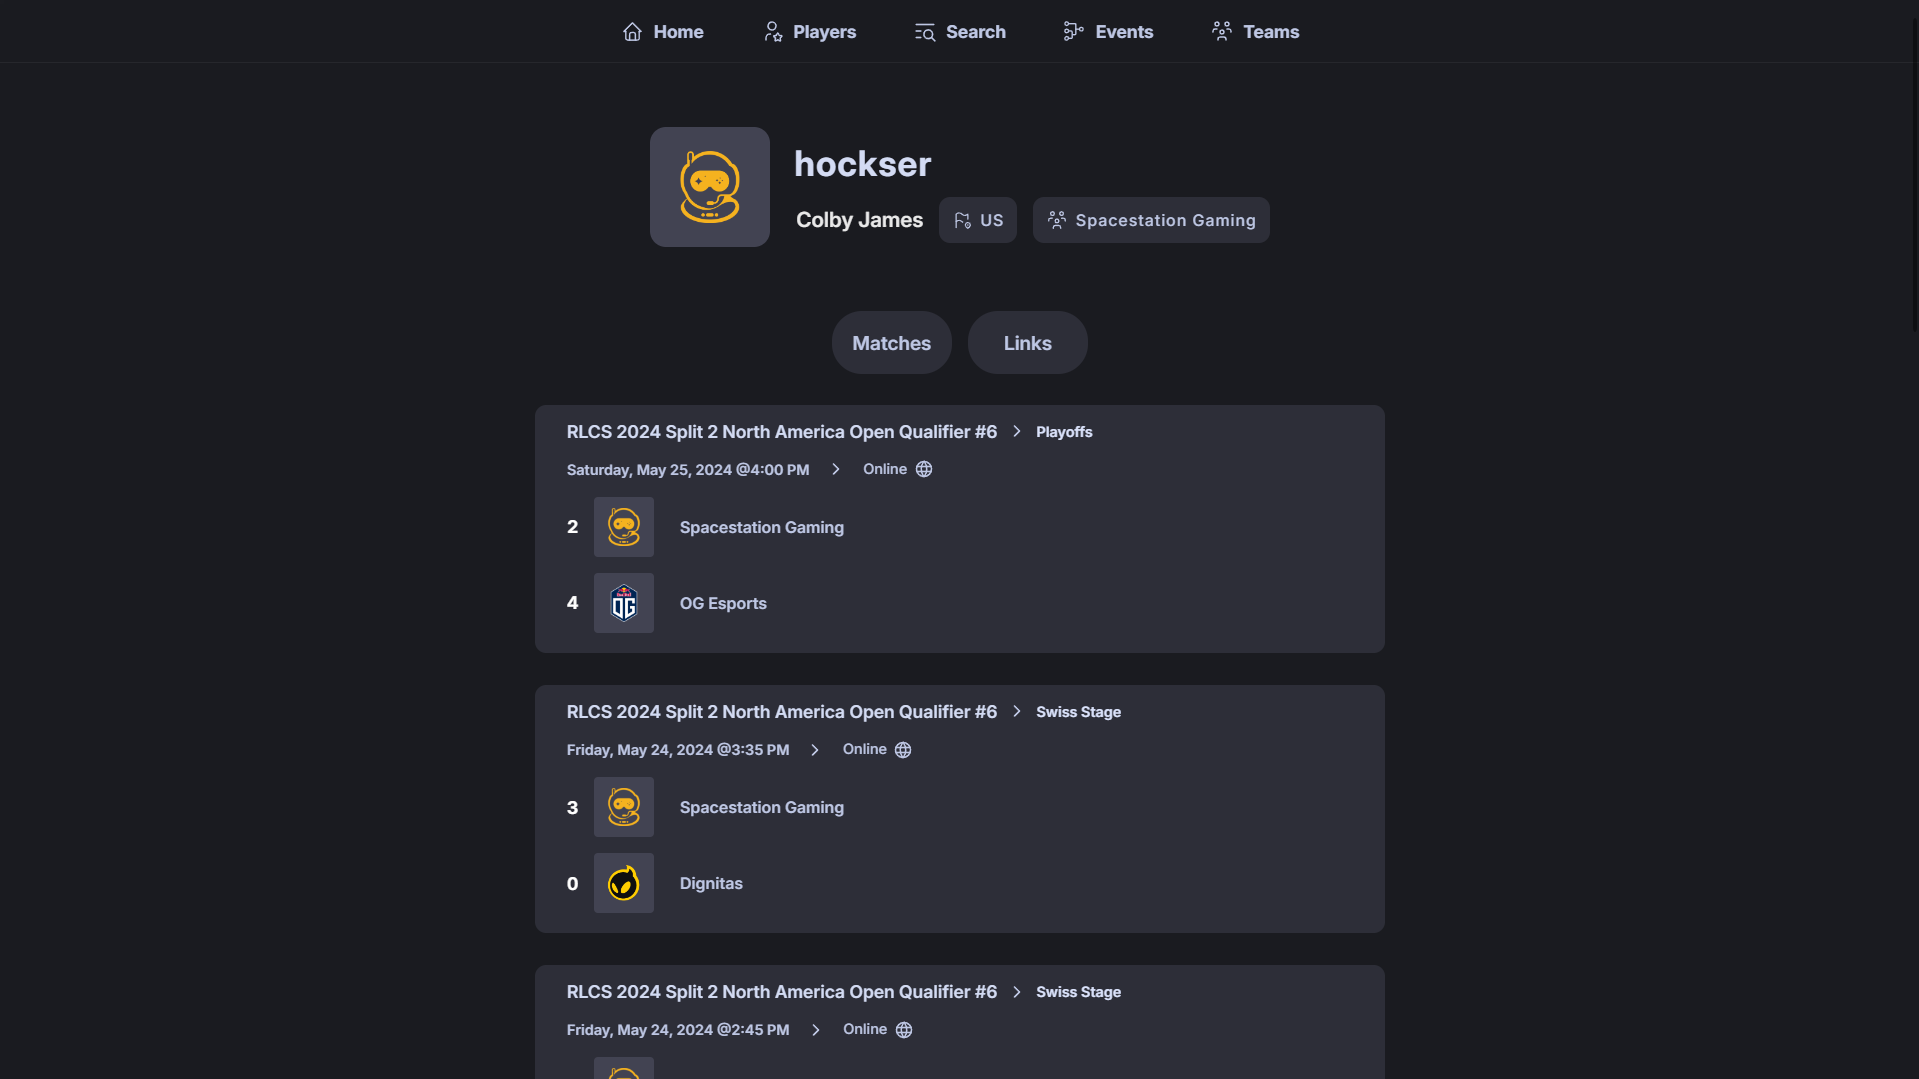 Home Players Search Events Teams
hockser
Colby James US Spacestation Gaming
Matches Links
RLCS 2024 Split 2 North America Open Qualifier #6 > Playoffs
Saturday, May 25, 2024 @4:00 PM > Online
2 Spacestation Gaming
4 OG Esports
RLCS 2024 Split 2 North America Open Qualifier #6 > Swiss Stage
Friday, May 24, 2024 @3:35 PM > Online
3 Spacestation Gaming
0 Dignitas
RLCS 2024 Split 2 North America Open Qualifier #6 > Swiss Stage
Friday, May 24, 2024 @2:45 PM > Online